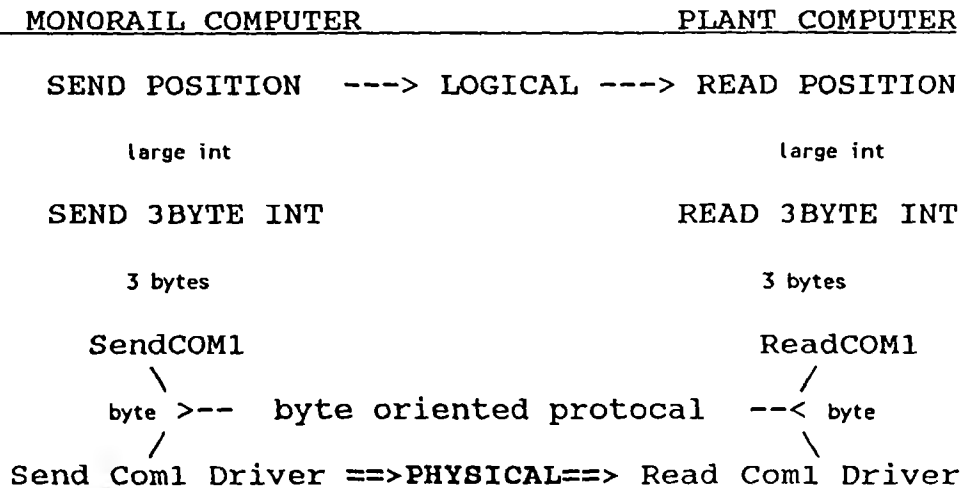 MONORAIL COMPUTER PLANT COMPUTER
SEND POSITION ---> LOGICAL ---> READ POSITION
large int large int
SEND 3BYTE INT READ 3BYTE INT
3 bytes 3 bytes
SendCOM1 ReadCOM1
\ /
byte >-- byte oriented protocal --< byte
/ \
Send Com1 Driver ==>PHYSICAL==> Read Com1 Driver